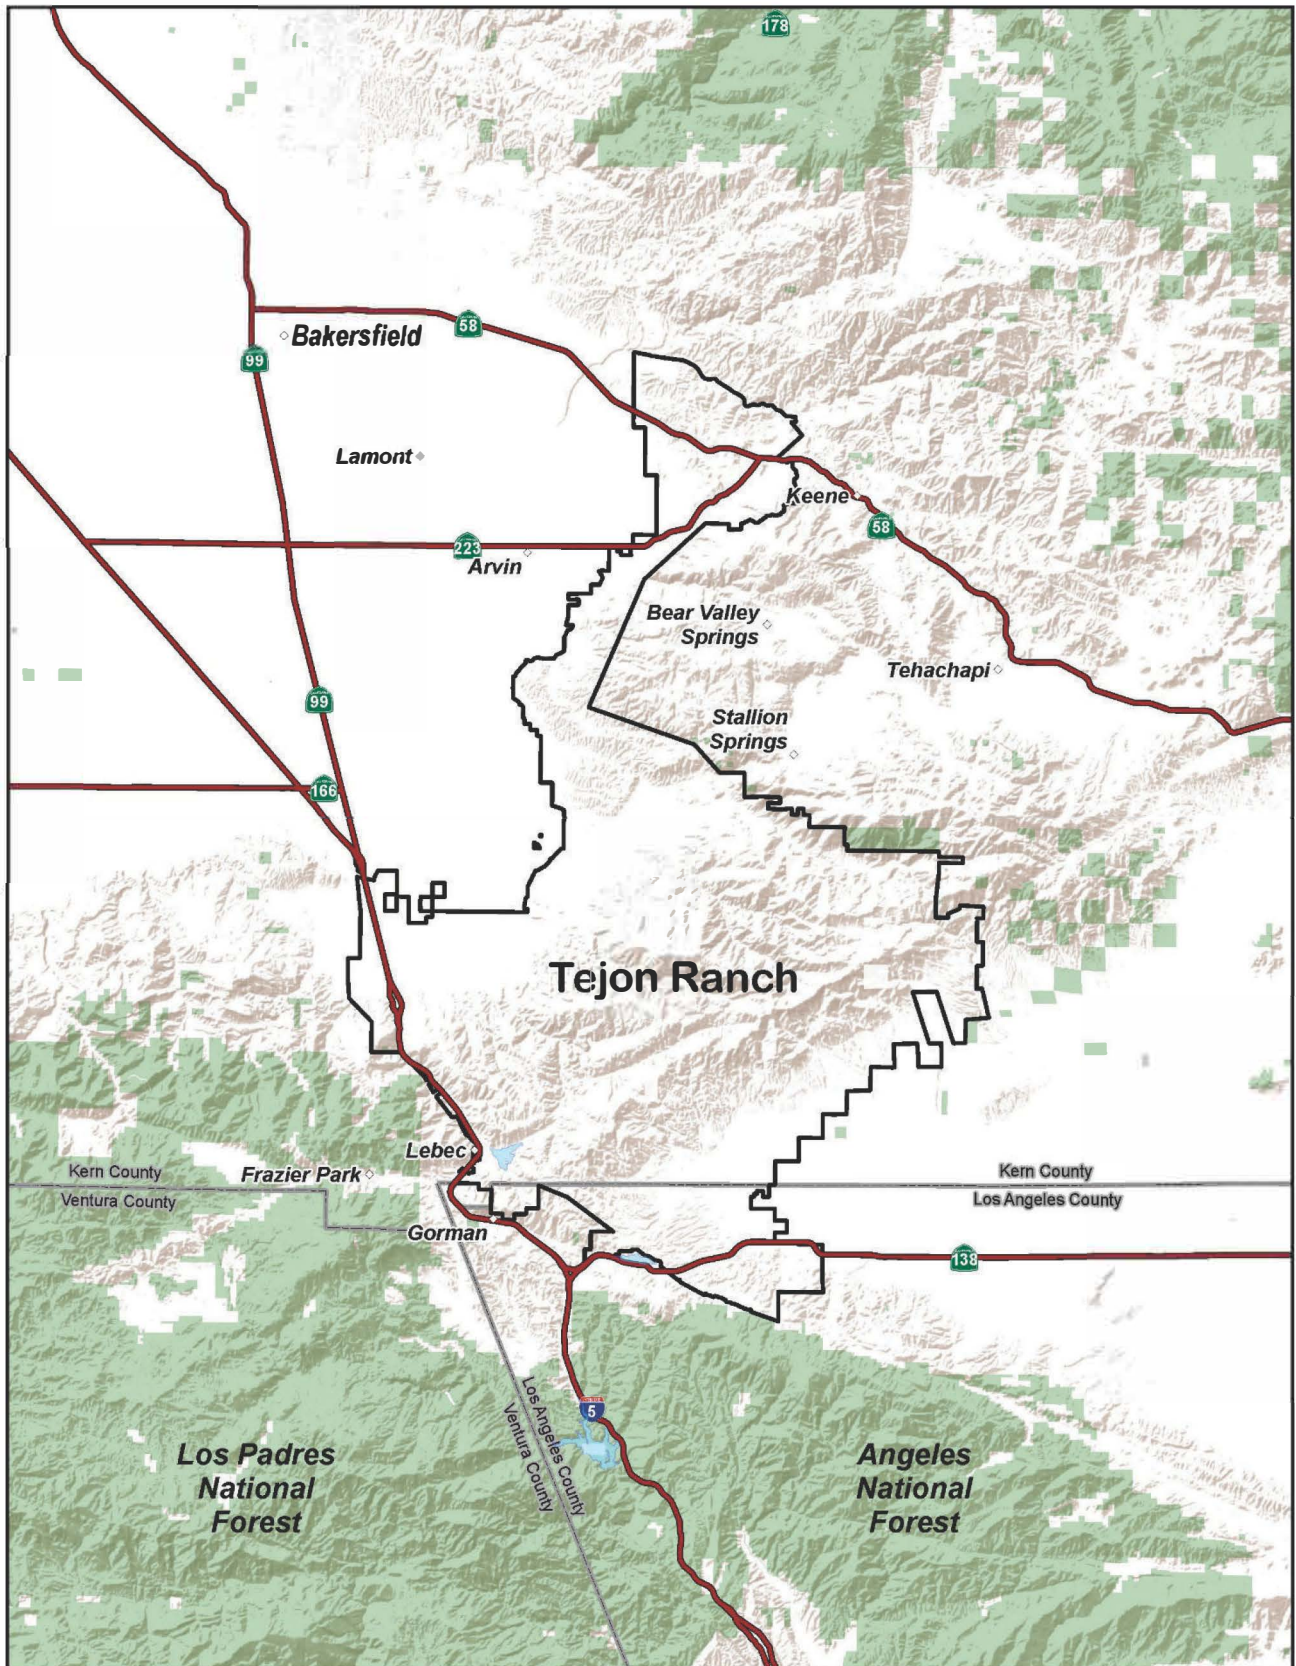 178
Bakersfield
58
99
Lamont
Keene
58
223
Arvin
Bear Valley
Springs
Tehachapi
99
Stallion
Springs
166
Tejon Ranch
Lebec
Kern County
Frazier Park
Kern County
Ventura County
Los Angeles County
Gorman
138
Los Angeles County
Ventura County
5
Los Padres
National
Forest
Angeles
National
Forest